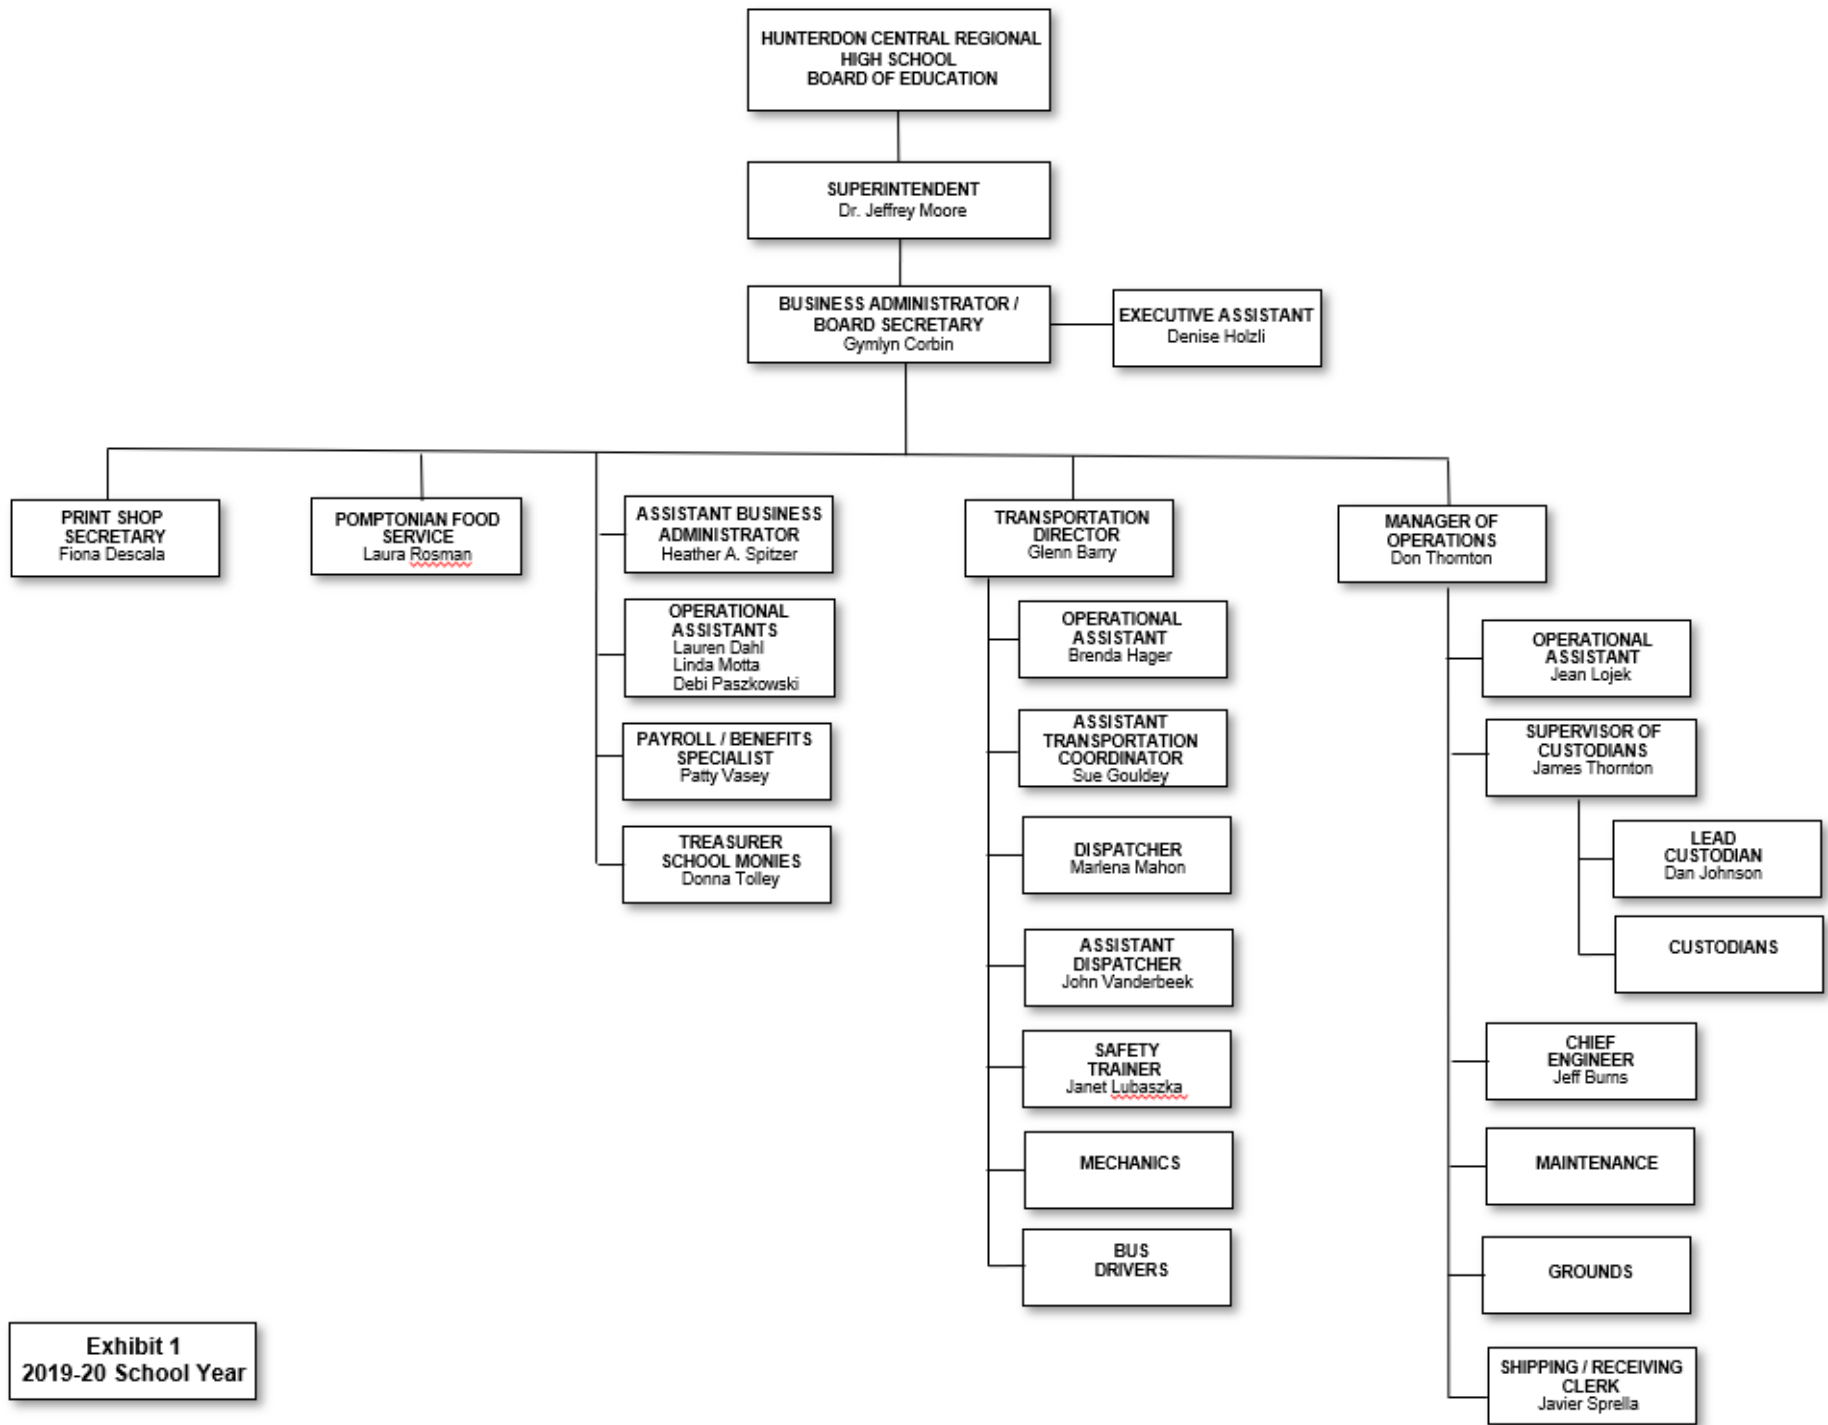 HUNTERDON CENTRAL REGIONAL
HIGH SCHOOL
BOARD OF EDUCATION
SUPERINTENDENT
Dr. Jeffrey Moore
BUSINESS ADMINISTRATOR /
BOARD SECRETARY
Gymlyn Corbin
EXECUTIVE ASSISTANT
Denise Holzli
PRINT SHOP
SECRETARY
Fiona Descala
POMPTONIAN FOOD
SERVICE
Laura Rosman
ASSISTANT BUSINESS
ADMINISTRATOR
Heather A. Spitzer
OPERATIONAL
ASSISTANTS
Lauren Dahl
Linda Motta
Debi Paszkowski
PAYROLL / BENEFITS
SPECIALIST
Patty Vasey
TREASURER
SCHOOL MONIES
Donna Tolley
TRANSPORTATION
DIRECTOR
Glenn Barry
OPERATIONAL
ASSISTANT
Brenda Hager
ASSISTANT
TRANSPORTATION
COORDINATOR
Sue Gouldey
DISPATCHER
Marlena Mahon
ASSISTANT
DISPATCHER
John Vanderbeek
SAFETY
TRAINER
Janet Lubaszka
MECHANICS
BUS
DRIVERS
MANAGER OF
OPERATIONS
Don Thornton
OPERATIONAL
ASSISTANT
Jean Lojek
SUPERVISOR OF
CUSTODIANS
James Thornton
LEAD
CUSTODIAN
Dan Johnson
CUSTODIANS
CHIEF
ENGINEER
Jeff Burns
MAINTENANCE
GROUNDS
SHIPPING / RECEIVING
CLERK
Javier Sprella
Exhibit 1
2019-20 School Year